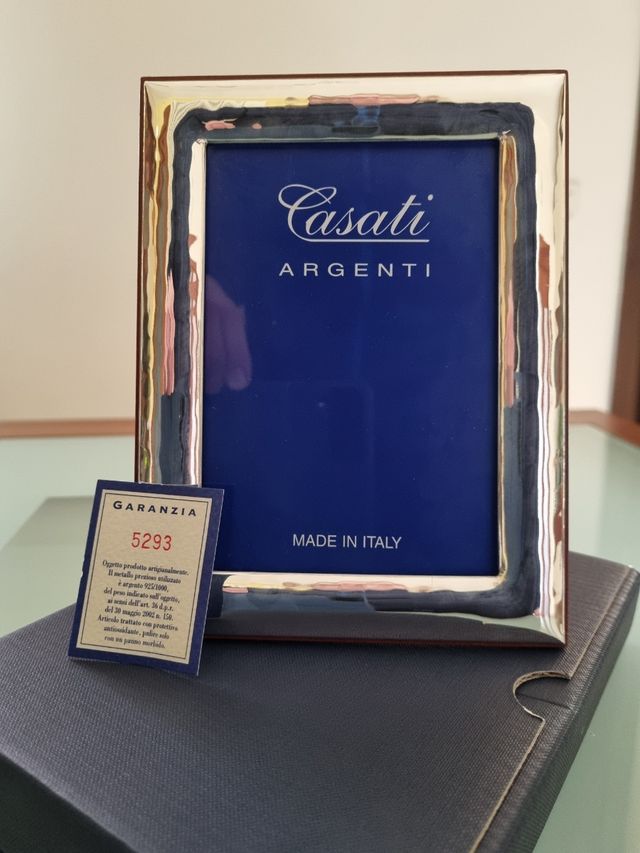 Casati
ARGENTI
MADE IN ITALY
GARANZIA
5293
Oggetto prodotto artigianalmente.
Il metallo prezioso utilizzato
è argento 925/1000,
del peso indicato sull'oggetto,
ai sensi dell'art. 36 d.p.r.
del 30 maggio 2002 n. 150.
Articolo trattato con protettivo
antiossidante, pulire solo
con un panno morbido.